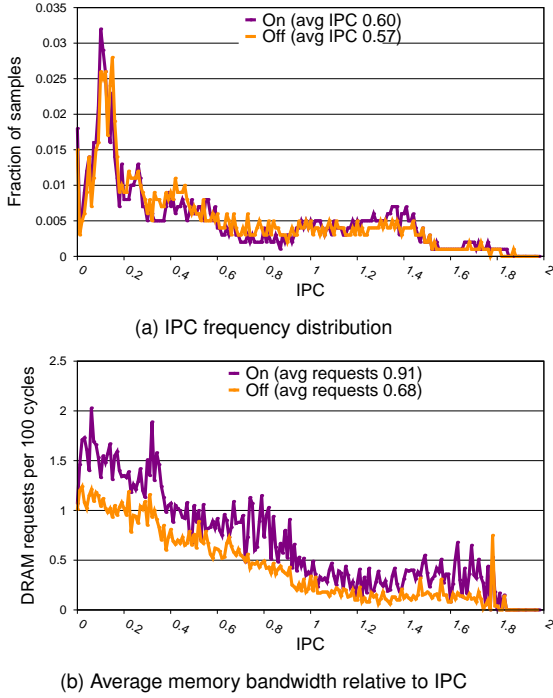 On (avg IPC 0.60)
Off (avg IPC 0.57)
Fraction of samples
0.035
0.03
0.025
0.02
0.015
0.01
0.005
0
0 0.2 0.4 0.6 0.8 1 1.2 1.4 1.6 1.8 2
IPC
(a) IPC frequency distribution
On (avg requests 0.91)
Off (avg requests 0.68)
DRAM requests per 100 cycles
2.5
2
1.5
1
0.5
0
0 0.2 0.4 0.6 0.8 1 1.2 1.4 1.6 1.8 2
IPC
(b) Average memory bandwidth relative to IPC